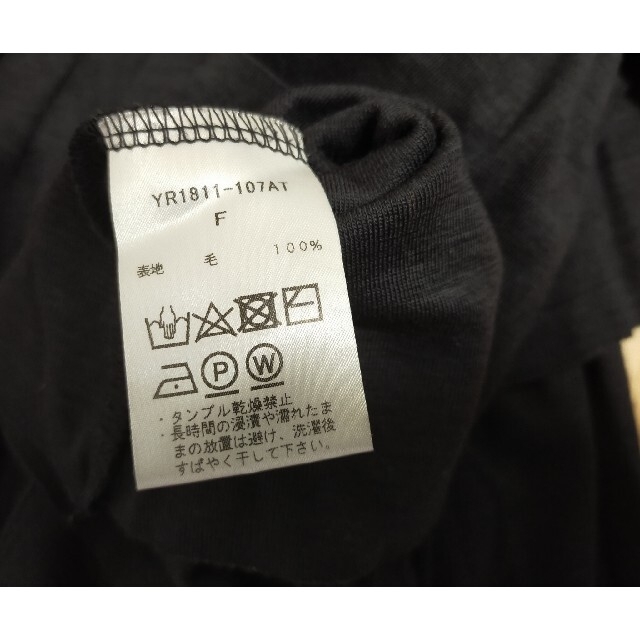 YR1811-107AT
F
表地 毛 100%
P W
・タンブル乾燥禁止
・長時間の浸漬や濡れたま
まの放置は避け、洗濯後
すばやく干して下さい。